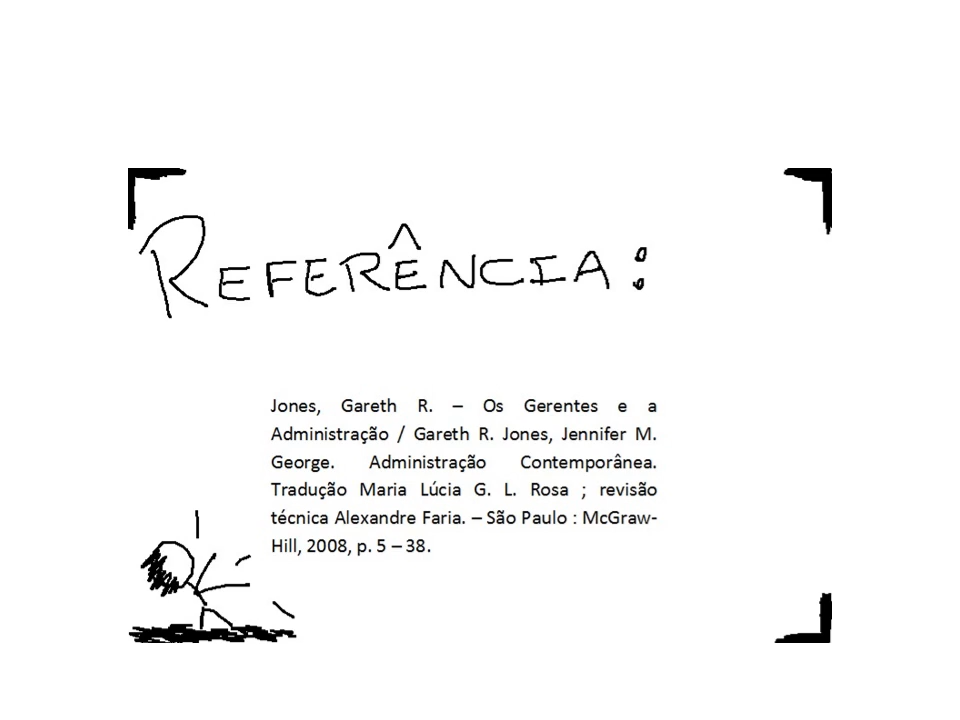 REFERÊNCIA:
Jones, Gareth R. – Os Gerentes e a
Administração / Gareth R. Jones, Jennifer M.
George. Administração Contemporânea.
Tradução Maria Lúcia G. L. Rosa ; revisão
técnica Alexandre Faria. – São Paulo : McGraw-
Hill, 2008, p. 5 – 38.